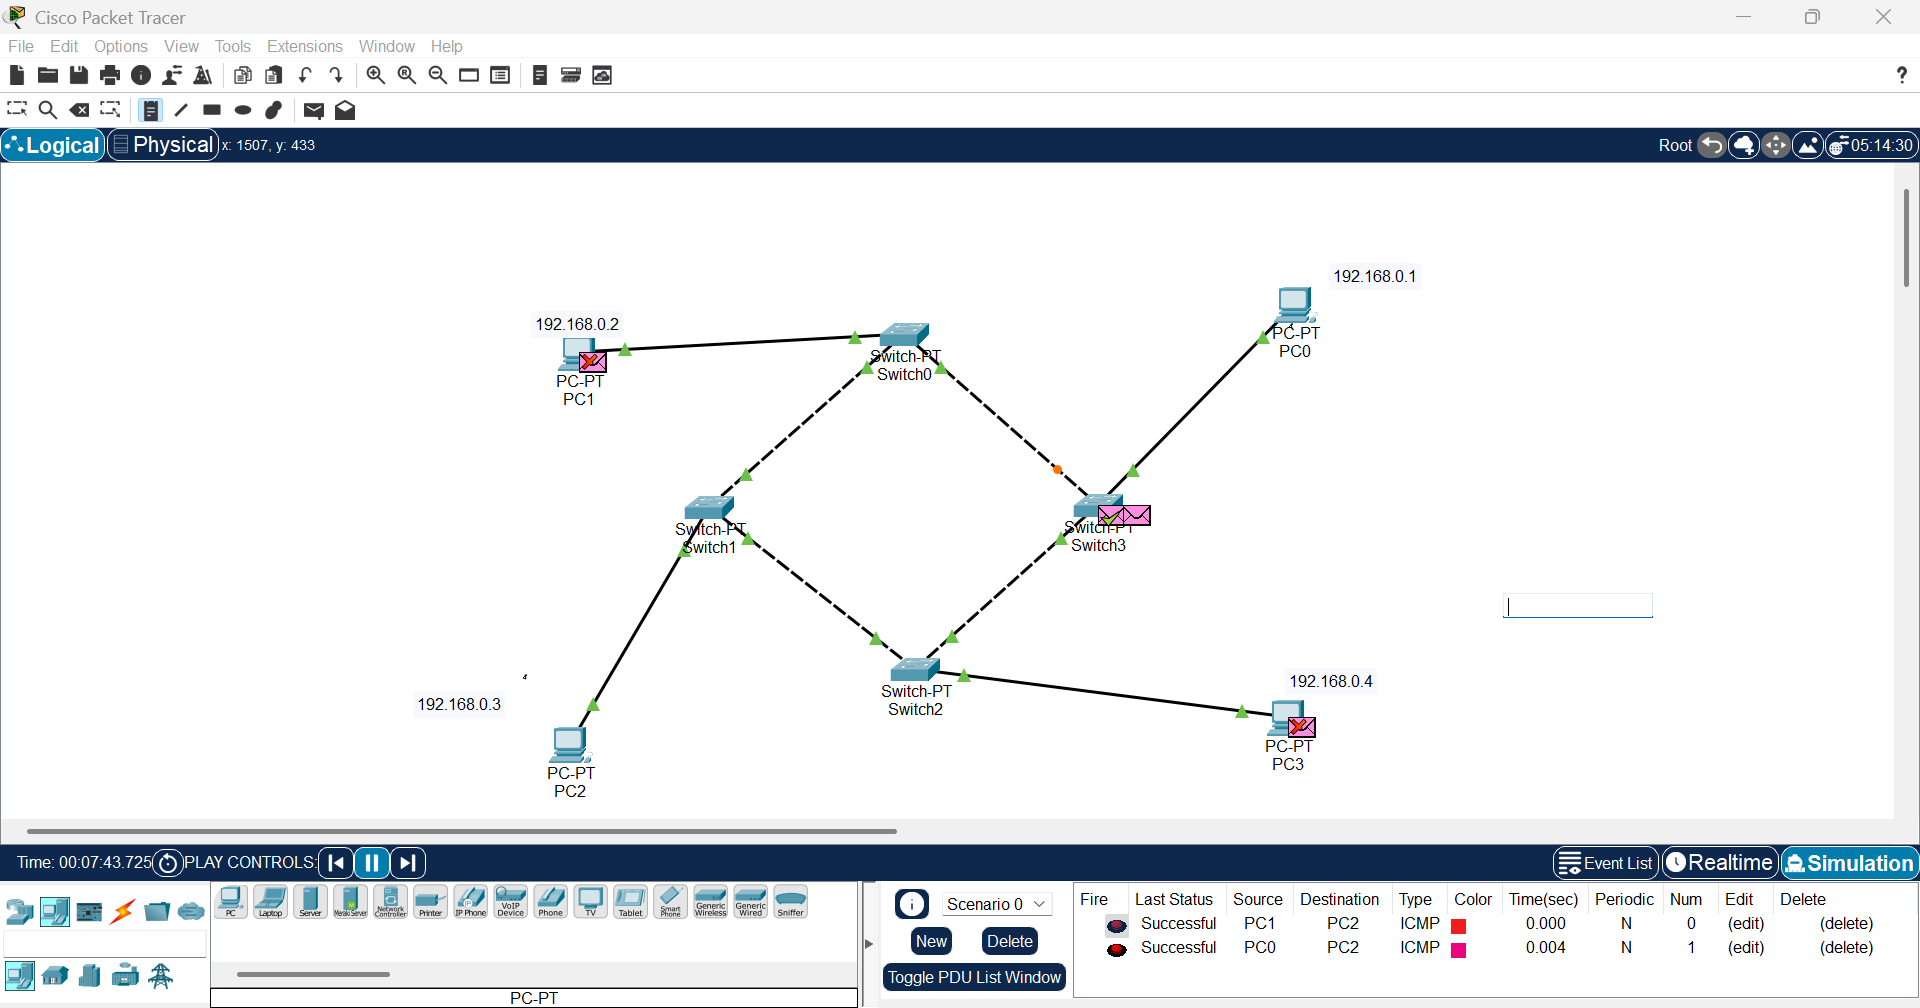 Cisco Packet Tracer
File Edit Options View Tools Extensions Window Help
Logical Physical x: 1507, y: 433 Root 05:14:30
192.168.0.1
192.168.0.2
PC-PT
PC0
Switch-PT
Switch0
PC-PT
PC1
Switch-PT
Switch1
Switch-PT
Switch3
192.168.0.3
192.168.0.4
Switch-PT
Switch2
PC-PT
PC3
PC-PT
PC2
Time: 00:07:43.725 PLAY CONTROLS: Event List Realtime Simulation
PC Laptop Server Meraki Server Network Controller Printer IP Phone VoIP Device Phone TV Tablet Smart Phone Generic Wireless Generic Wired Sniffer
PC-PT
Scenario 0
New Delete
Toggle PDU List Window
Fire Last Status Source Destination Type Color Time(sec) Periodic Num Edit Delete
Successful PC1 PC2 ICMP 0.000 N 0 (edit) (delete)
Successful PC0 PC2 ICMP 0.004 N 1 (edit) (delete)